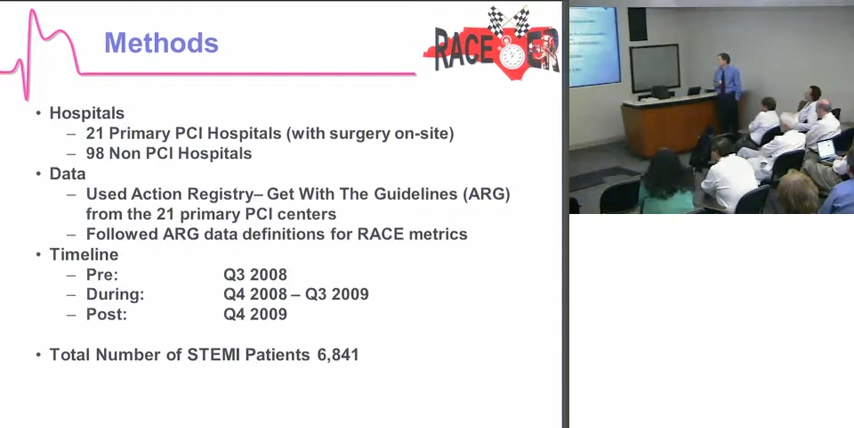 Methods
RACE ER
• Hospitals
– 21 Primary PCI Hospitals (with surgery on-site)
– 98 Non PCI Hospitals
• Data
– Used Action Registry– Get With The Guidelines (ARG)
from the 21 primary PCI centers
– Followed ARG data definitions for RACE metrics
• Timeline
– Pre: Q3 2008
– During: Q4 2008 – Q3 2009
– Post: Q4 2009
• Total Number of STEMI Patients 6,841